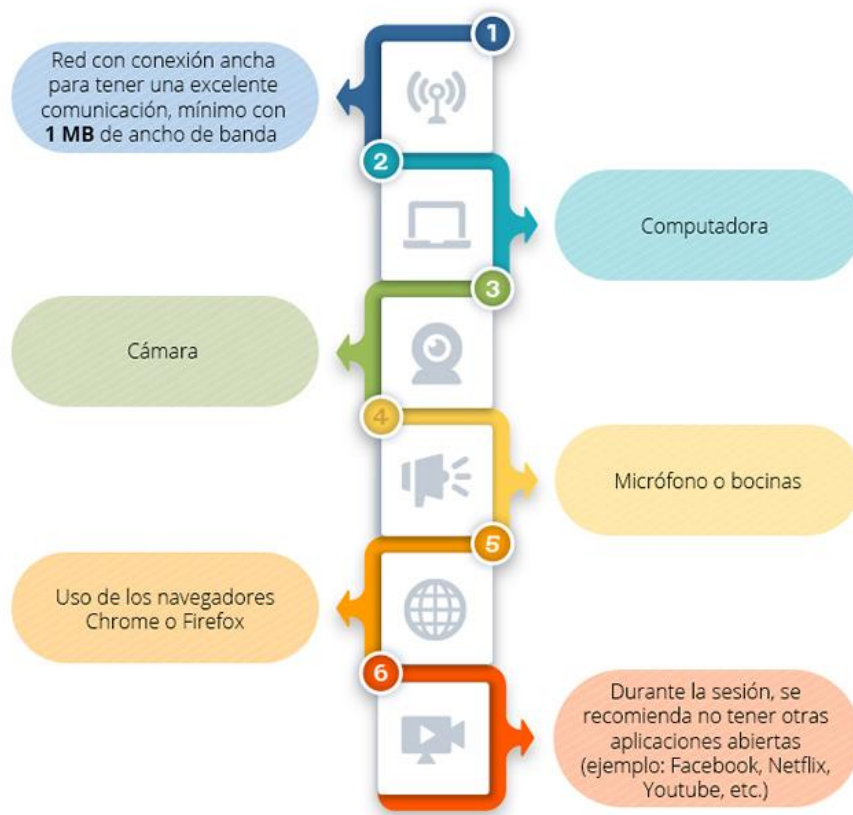 1
Red con conexión ancha
para tener una excelente
comunicación, mínimo con
1 MB de ancho de banda
2
Computadora
3
Cámara
4
Micrófono o bocinas
5
Uso de los navegadores
Chrome o Firefox
6
Durante la sesión, se
recomienda no tener otras
aplicaciones abiertas
(ejemplo: Facebook, Netflix,
Youtube, etc.)